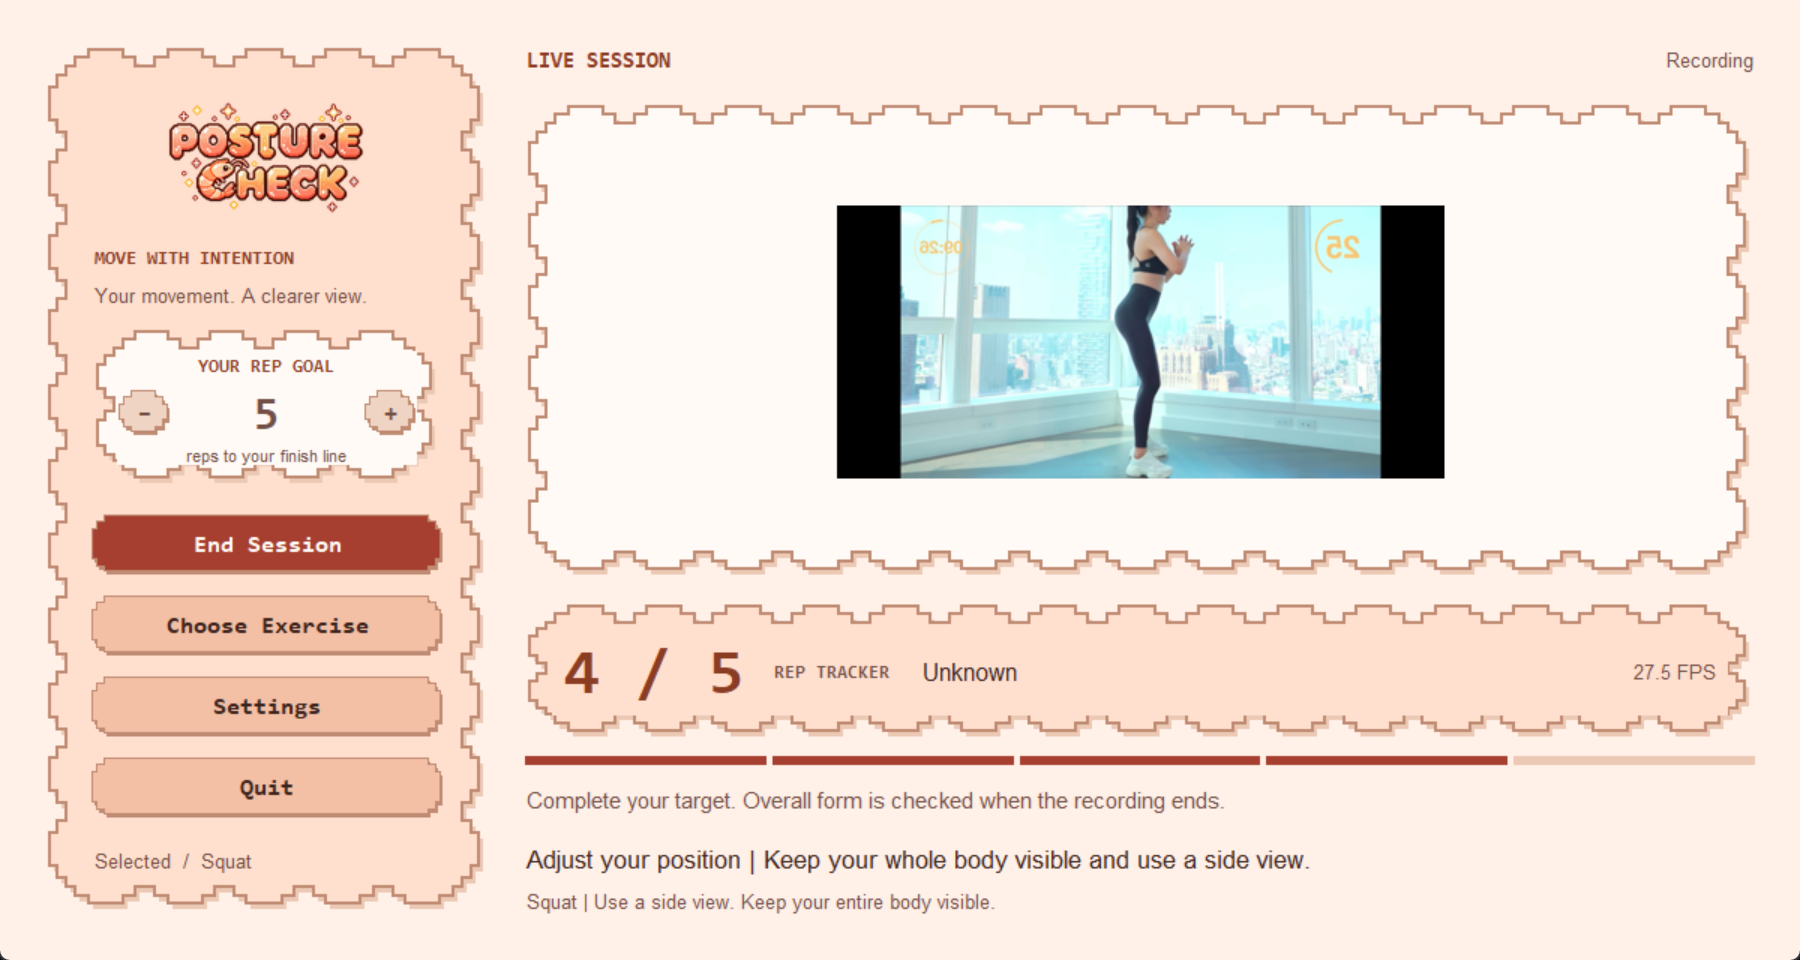 POSTURE
CHECK
MOVE WITH INTENTION
Your movement. A clearer view.
YOUR REP GOAL
-
5
+
reps to your finish line
End Session
Choose Exercise
Settings
Quit
Selected / Squat
LIVE SESSION
Recording
09:26
25
4 / 5
REP TRACKER
Unknown
27.5 FPS
Complete your target. Overall form is checked when the recording ends.
Adjust your position | Keep your whole body visible and use a side view.
Squat | Use a side view. Keep your entire body visible.